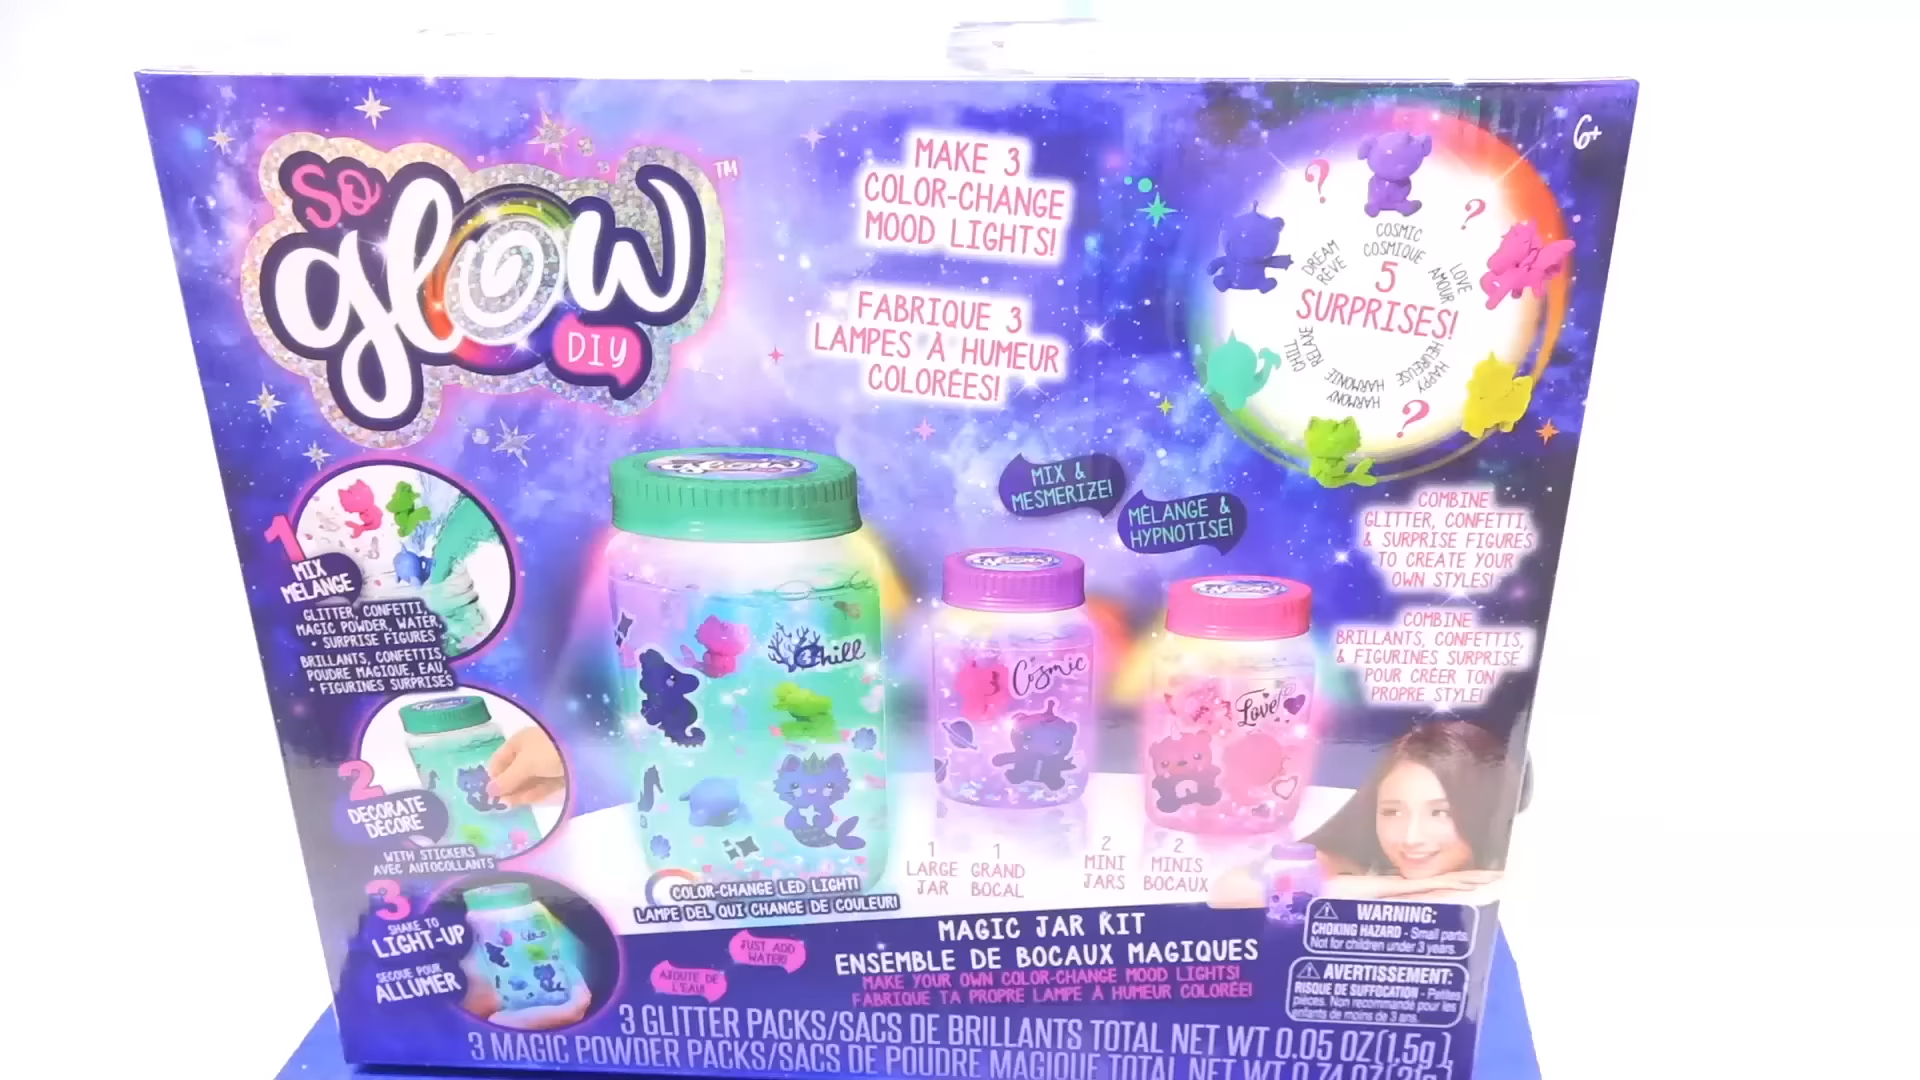 So
glow
DIY
™
MAKE 3
COLOR-CHANGE
MOOD LIGHTS!
FABRIQUE 3
LAMPES À HUMEUR
COLORÉES!
6+
COSMIC
COSMIQUE
LOVE
AMOUR
HAPPY
HEUREUSE
HARMONY
HARMONIE
CHILL
RELAXE
DREAM
RÊVE
5
SURPRISES!
?
?
?
MIX &
MESMERIZE!
MÉLANGE &
HYPNOTISE!
COMBINE
GLITTER, CONFETTI,
& SURPRISE FIGURES
TO CREATE YOUR
OWN STYLES!
COMBINE
BRILLANTS, CONFETTIS,
& FIGURINES SURPRISE
POUR CRÉER TON
PROPRE STYLE!
1
MIX
MÉLANGE
GLITTER, CONFETTI,
MAGIC POWDER, WATER,
+ SURPRISE FIGURES
BRILLANTS, CONFETTIS,
POUDRE MAGIQUE, EAU,
+ FIGURINES SURPRISES
2
DECORATE
DÉCORE
WITH STICKERS
AVEC AUTOCOLLANTS
3
SHAKE TO
LIGHT-UP
SECOUE POUR
ALLUMER
Chill
Cosmic
Love
COLOR-CHANGE LED LIGHT!
LAMPE DEL QUI CHANGE DE COULEUR!
1
LARGE
JAR
1
GRAND
BOCAL
2
MINI
JARS
2
MINIS
BOCAUX
JUST ADD
WATER!
AJOUTE DE
L'EAU!
MAGIC JAR KIT
ENSEMBLE DE BOCAUX MAGIQUES
MAKE YOUR OWN COLOR-CHANGE MOOD LIGHTS!
FABRIQUE TA PROPRE LAMPE À HUMEUR COLORÉE!
WARNING:
CHOKING HAZARD - Small parts.
Not for children under 3 years.
AVERTISSEMENT:
RISQUE DE SUFFOCATION - Petites
pièces. Non recommandé pour les
enfants de moins de 3 ans.
3 GLITTER PACKS/SACS DE BRILLANTS TOTAL NET WT 0.05 OZ(1,5g),
3 MAGIC POWDER PACKS/SACS DE POUDRE MAGIQUE TOTAL NET WT 0.74 OZ(21g)